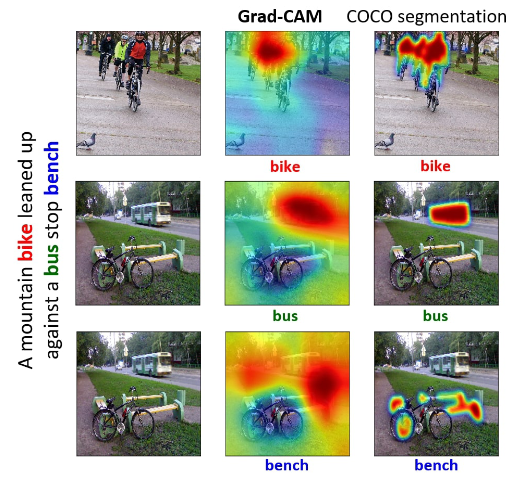 Grad-CAM COCO segmentation
A mountain bike leaned up
against a bus stop bench
bike bike
bus bus
bench bench